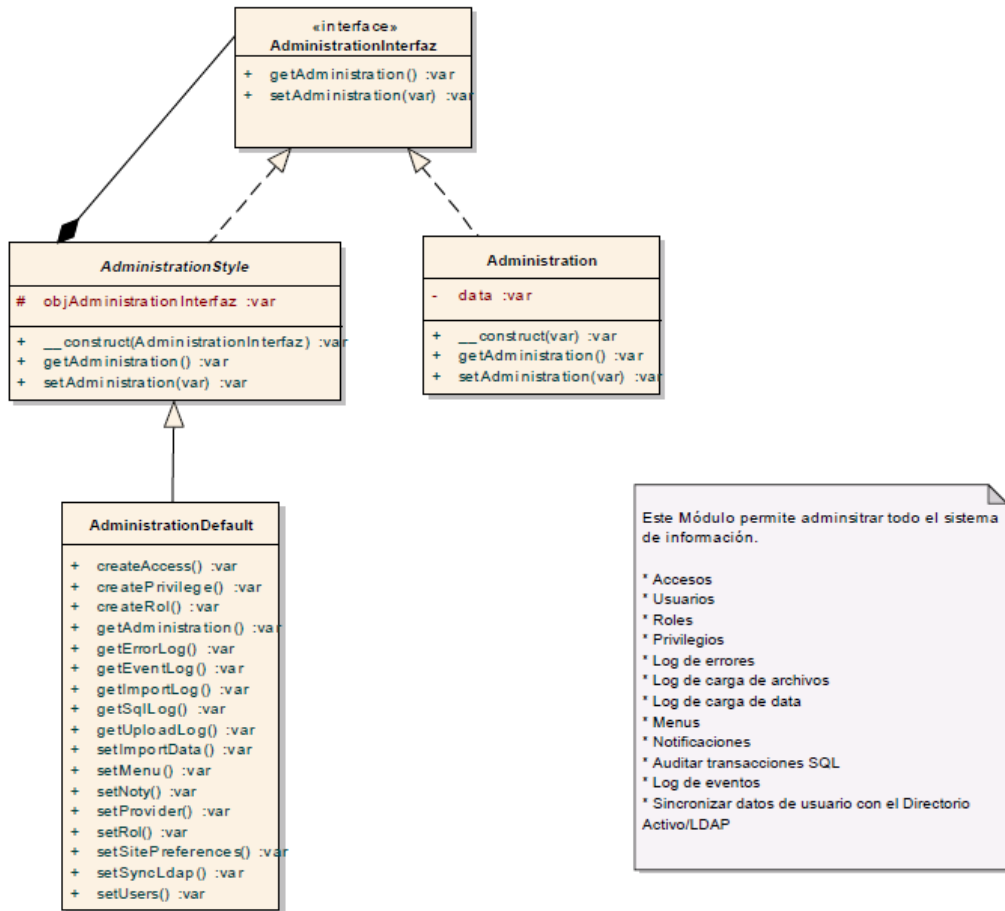 «interface»
AdministrationInterfaz
+ getAdministration() :var
+ setAdministration(var) :var
AdministrationStyle
# objAdministrationInterfaz :var
+ __construct(AdministrationInterfaz) :var
+ getAdministration() :var
+ setAdministration(var) :var
Administration
- data :var
+ __construct(var) :var
+ getAdministration() :var
+ setAdministration(var) :var
AdministrationDefault
+ createAccess() :var
+ createPrivilege() :var
+ createRol() :var
+ getAdministration() :var
+ getErrorLog() :var
+ getEventLog() :var
+ getImportLog() :var
+ getSqlLog() :var
+ getUploadLog() :var
+ setImportData() :var
+ setMenu() :var
+ setNoty() :var
+ setProvider() :var
+ setRol() :var
+ setSitePreferences() :var
+ setSyncLdap() :var
+ setUsers() :var
Este Módulo permite adminsitrar todo el sistema
de información.
* Accesos
* Usuarios
* Roles
* Privilegios
* Log de errores
* Log de carga de archivos
* Log de carga de data
* Menus
* Notificaciones
* Auditar transacciones SQL
* Log de eventos
* Sincronizar datos de usuario con el Directorio
Activo/LDAP